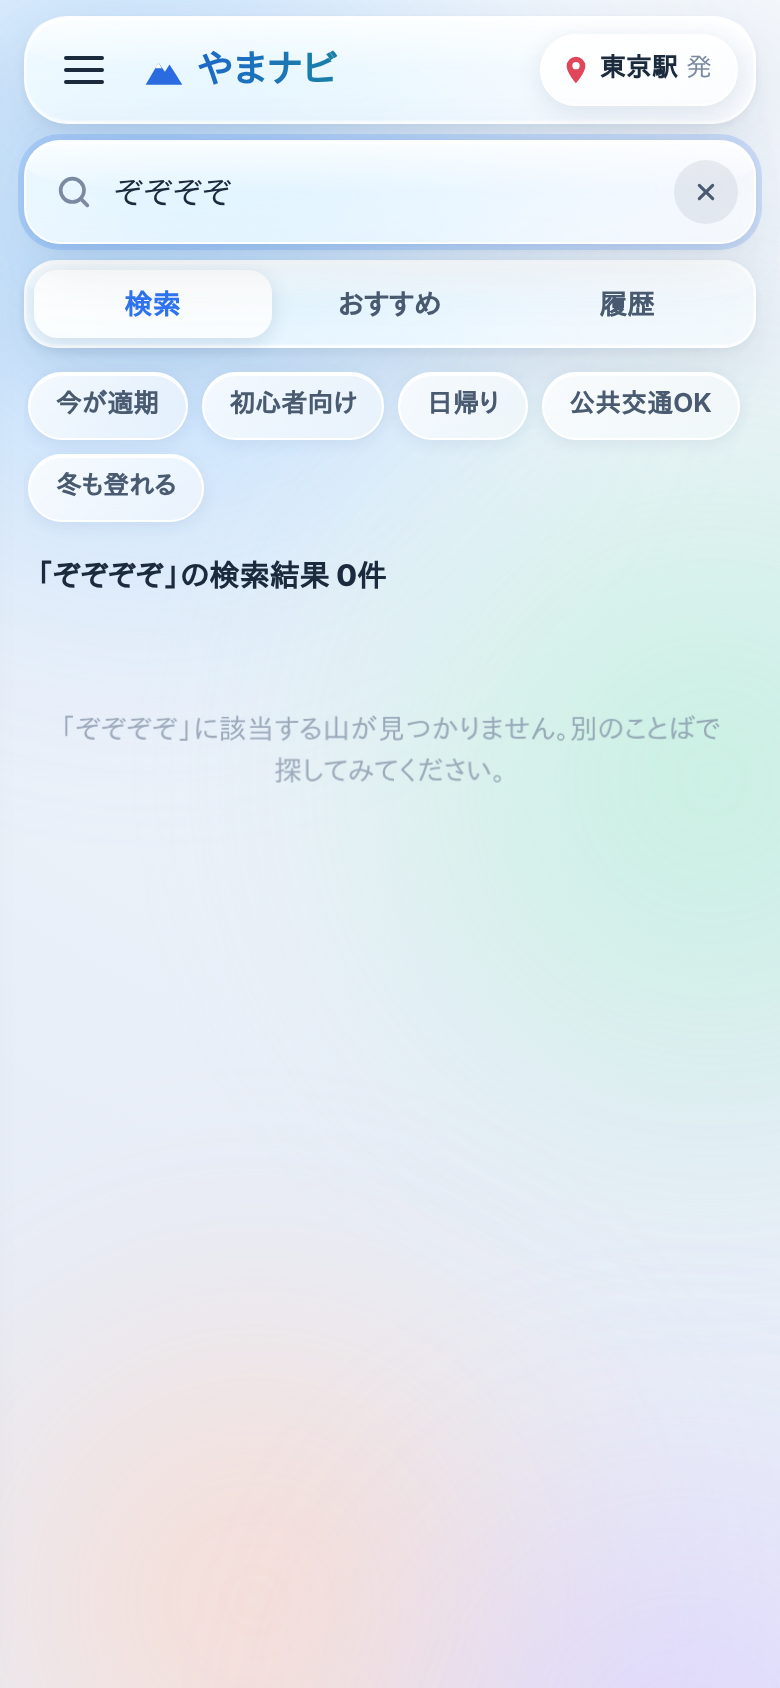 やまナビ
東京駅 発
ぞぞぞぞ
検索 おすすめ 履歴
今が適期 初心者向け 日帰り 公共交通OK
冬も登れる
「ぞぞぞぞ」の検索結果 0件
「ぞぞぞぞ」に該当する山が見つかりません。別のことばで
探してみてください。